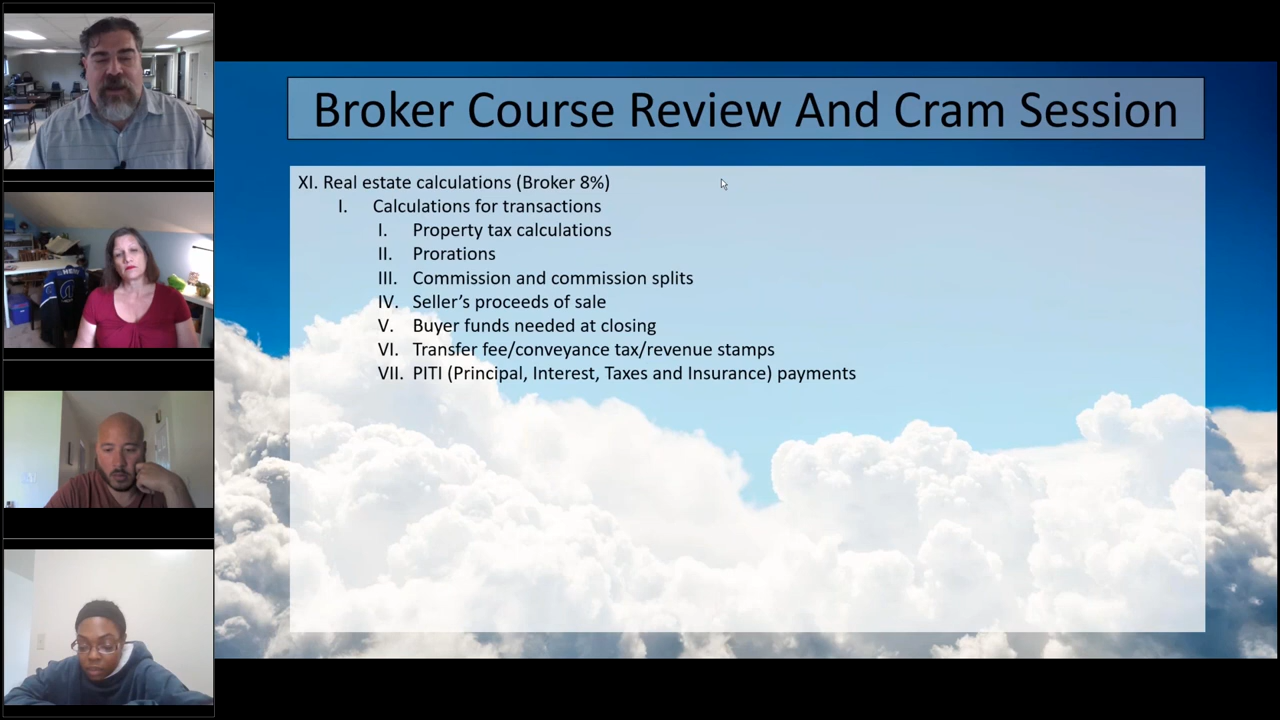 Broker Course Review And Cram Session
XI. Real estate calculations (Broker 8%)
I. Calculations for transactions
I. Property tax calculations
II. Prorations
III. Commission and commission splits
IV. Seller's proceeds of sale
V. Buyer funds needed at closing
VI. Transfer fee/conveyance tax/revenue stamps
VII. PITI (Principal, Interest, Taxes and Insurance) payments